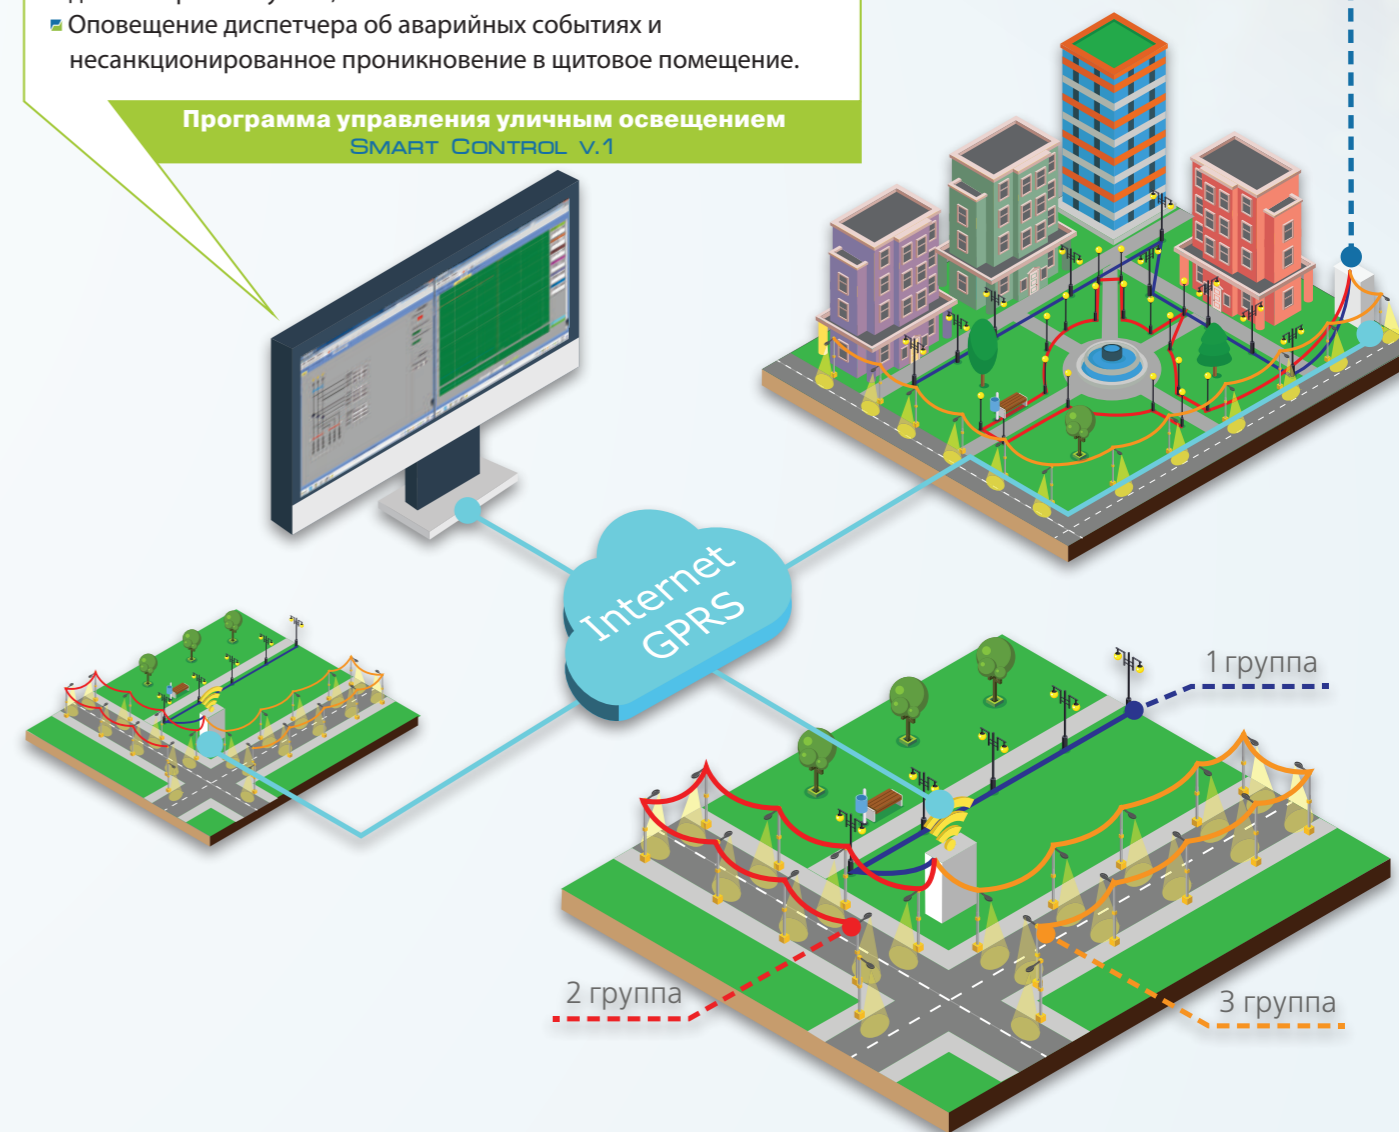 Оповещение диспетчера об аварийных событиях и
несанкционированное проникновение в щитовое помещение.
Программа управления уличным освещением
SMART CONTROL V.1
Internet
GPRS
1 группа
2 группа
3 группа